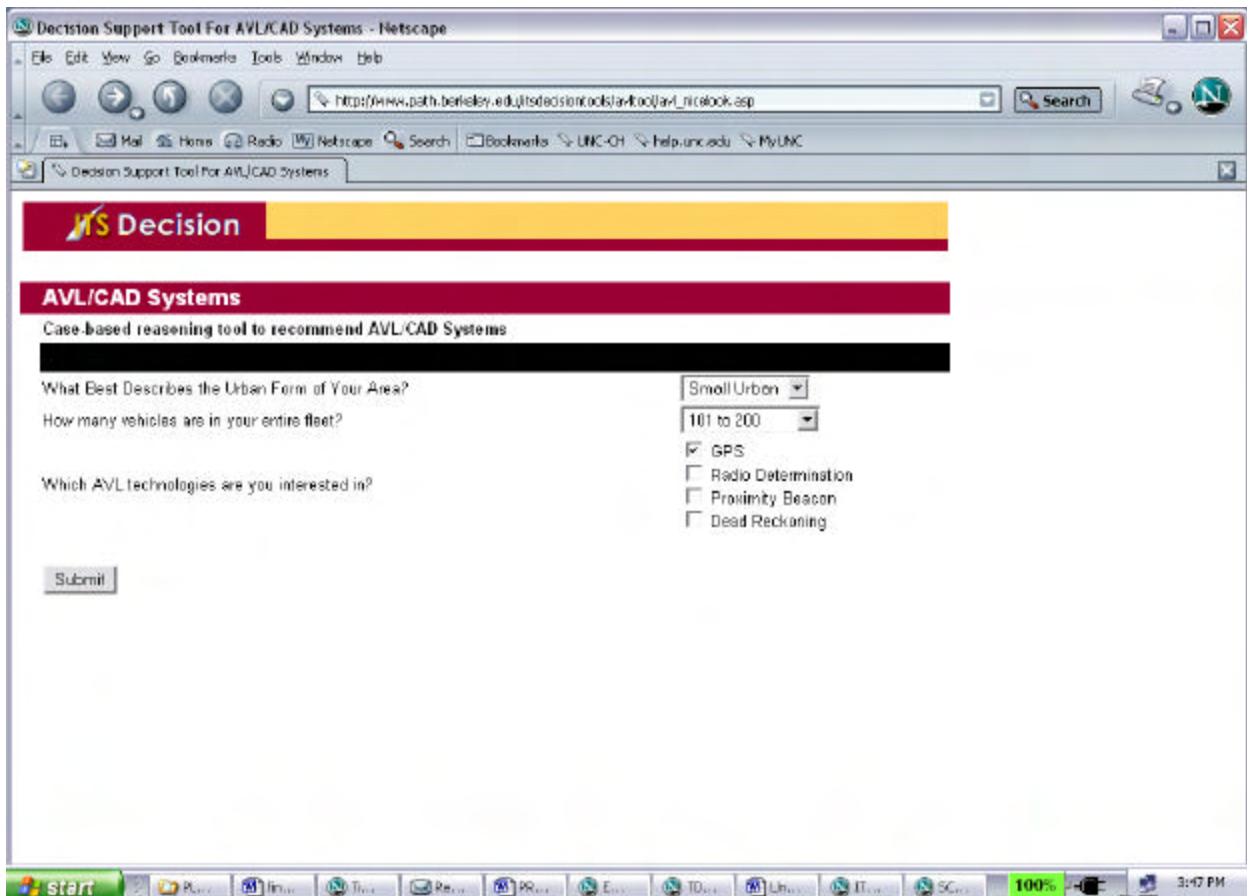 Decision Support Tool For AVL/CAD Systems - Netscape
File Edit View Go Bookmarks Tools Window Help
http://www.path.berkeley.edu/itsdecisiontools/avltool/avl_nicelook.asp Search N
Mail Home Radio Netscape Search Bookmarks UNC-CH help.unc.edu MyUNC
Decision Support Tool For AVL/CAD Systems
ITS Decision
AVL/CAD Systems
Case-based reasoning tool to recommend AVL/CAD Systems
What Best Describes the Urban Form of Your Area? Small Urban
How many vehicles are in your entire fleet? 101 to 200
GPS
Radio Determination
Which AVL technologies are you interested in?
Proximity Beacon
Dead Reckoning
Submit
start Re... PR... E... TO... IT... SC... 100% 3:47 PM